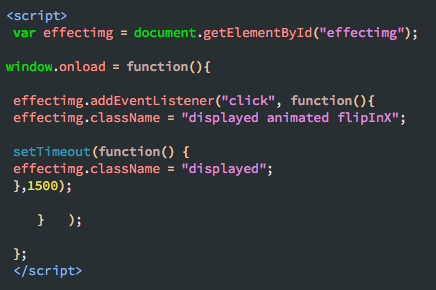 <script>
var effectimg = document.getElementById("effectimg");
window.onload = function(){
effectimg.addEventListener("click", function(){
effectimg.className = "displayed animated flipInX";
setTimeout(function() {
effectimg.className = "displayed";
},1500);
}   );
};
</script>